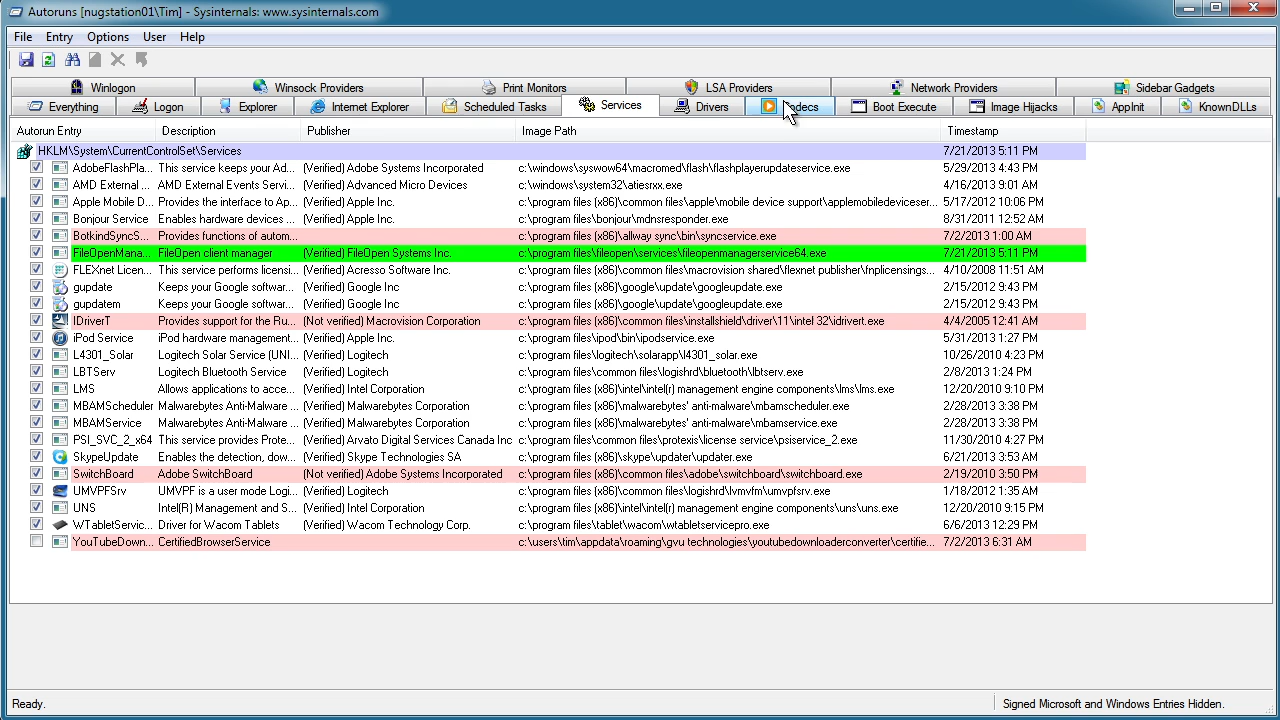 Autoruns [nugstation01\Tim] - Sysinternals: www.sysinternals.com
File Entry Options User Help
Winlogon Winsock Providers Print Monitors LSA Providers Network Providers Sidebar Gadgets
Everything Logon Explorer Internet Explorer Scheduled Tasks Services Drivers Boot Execute Image Hijacks AppInit KnownDLLs
Autorun Entry Description Publisher Image Path Timestamp
HKLM\System\CurrentControlSet\Services 7/21/2013 5:11 PM
AdobeFlashPla... This service keeps your Ad... (Verified) Adobe Systems Incorporated c:\windows\syswow64\macromed\flash\flashplayerupdateservice.exe 5/29/2013 4:43 PM
AMD External ... AMD External Events Servi... (Verified) Advanced Micro Devices c:\windows\system32\atiesrxx.exe 4/16/2013 9:01 AM
Apple Mobile D... Provides the interface to Ap... (Verified) Apple Inc. c:\program files (x86)\common files\apple\mobile device support\applemobiledeviceser... 5/17/2012 10:06 PM
Bonjour Service Enables hardware devices ... (Verified) Apple Inc. c:\program files\bonjour\mdnsresponder.exe 8/31/2011 12:52 AM
BotkindSyncS... Provides functions of autom... c:\program files (x86)\allway sync\bin\syncservice.exe 7/2/2013 1:00 AM
FileOpenMana... FileOpen client manager (Verified) FileOpen Systems Inc. c:\program files\fileopen\services\fileopenmanagerservice64.exe 7/21/2013 5:11 PM
FLEXnet Licen... This service performs licensi... (Verified) Acresso Software Inc. c:\program files (x86)\common files\macrovision shared\flexnet publisher\fnplicensings... 4/10/2008 11:51 AM
gupdate Keeps your Google softwar... (Verified) Google Inc c:\program files (x86)\google\update\googleupdate.exe 2/15/2012 9:43 PM
gupdatem Keeps your Google softwar... (Verified) Google Inc c:\program files (x86)\google\update\googleupdate.exe 2/15/2012 9:43 PM
IDriverT Provides support for the Ru... (Not verified) Macrovision Corporation c:\program files (x86)\common files\installshield\driver\11\intel 32\idrivert.exe 4/4/2005 12:41 AM
iPod Service iPod hardware management... (Verified) Apple Inc. c:\program files\ipod\bin\ipodservice.exe 5/31/2013 1:27 PM
L4301_Solar Logitech Solar Service (UNI... (Verified) Logitech c:\program files\logitech\solarapp\l4301_solar.exe 10/26/2010 4:23 PM
LBTServ Logitech Bluetooth Service (Verified) Logitech c:\program files\common files\logishrd\bluetooth\lbtserv.exe 2/8/2013 1:24 PM
LMS Allows applications to acce... (Verified) Intel Corporation c:\program files (x86)\intel\intel(r) management engine components\lms\lms.exe 12/20/2010 9:10 PM
MBAMScheduler Malwarebytes Anti-Malware ... (Verified) Malwarebytes Corporation c:\program files (x86)\malwarebytes' anti-malware\mbamscheduler.exe 2/28/2013 3:38 PM
MBAMService Malwarebytes Anti-Malware ... (Verified) Malwarebytes Corporation c:\program files (x86)\malwarebytes' anti-malware\mbamservice.exe 2/28/2013 3:38 PM
PSI_SVC_2_x64 This service provides Prote... (Verified) Arvato Digital Services Canada Inc c:\program files\common files\protexis\license service\psiservice_2.exe 11/30/2010 4:27 PM
SkypeUpdate Enables the detection, dow... (Verified) Skype Technologies SA c:\program files (x86)\skype\updater\updater.exe 6/21/2013 3:53 AM
SwitchBoard Adobe SwitchBoard (Not verified) Adobe Systems Incorporated c:\program files (x86)\common files\adobe\switchboard\switchboard.exe 2/19/2010 3:50 PM
UMVPFSrv UMVPF is a user mode Logi... (Verified) Logitech c:\program files (x86)\common files\logishrd\lvmvfm\umvpfsrv.exe 1/18/2012 1:35 AM
UNS Intel(R) Management and S... (Verified) Intel Corporation c:\program files (x86)\intel\intel(r) management engine components\uns\uns.exe 12/20/2010 9:15 PM
WTabletServic... Driver for Wacom Tablets (Verified) Wacom Technology Corp. c:\program files\tablet\wacom\wtabletservicepro.exe 6/6/2013 12:29 PM
YouTubeDown... CertifiedBrowserService c:\users\tim\appdata\roaming\gvu technologies\youtubedownloaderconverter\certifie... 7/2/2013 6:31 AM
Ready. Signed Microsoft and Windows Entries Hidden.